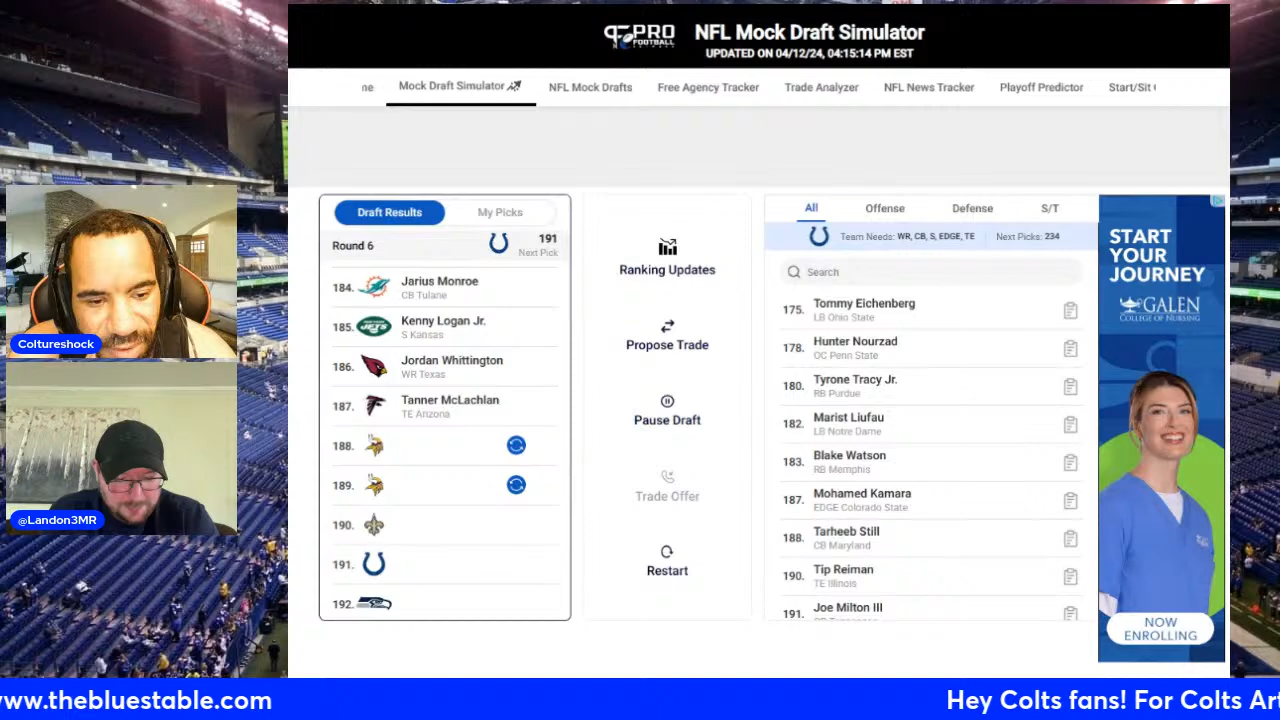 PRO
FOOTBALL
NFL Mock Draft Simulator
UPDATED ON 04/12/24, 04:15:14 PM EST
ne
Mock Draft Simulator
NFL Mock Drafts
Free Agency Tracker
Trade Analyzer
NFL News Tracker
Playoff Predictor
Start/Sit
Draft Results
My Picks
Round 6
191
Next Pick
184.
Jarius Monroe
CB Tulane
185.
JETS
Kenny Logan Jr.
S Kansas
186.
Jordan Whittington
WR Texas
187.
Tanner McLachlan
TE Arizona
188.
189.
190.
191.
192.
Ranking Updates
Propose Trade
Pause Draft
Trade Offer
Restart
All
Offense
Defense
S/T
Team Needs: WR, CB, S, EDGE, TE
Next Picks: 234
Search
175.
Tommy Eichenberg
LB Ohio State
178.
Hunter Nourzad
OC Penn State
180.
Tyrone Tracy Jr.
RB Purdue
182.
Marist Liufau
LB Notre Dame
183.
Blake Watson
RB Memphis
187.
Mohamed Kamara
EDGE Colorado State
188.
Tarheeb Still
CB Maryland
190.
Tip Reiman
TE Illinois
191.
Joe Milton III
START
YOUR
JOURNEY
GALEN
COLLEGE OF NURSING
NOW
ENROLLING
Coltureshock
@Landon3MR
www.thebluestable.com
Hey Colts fans! For Colts Art